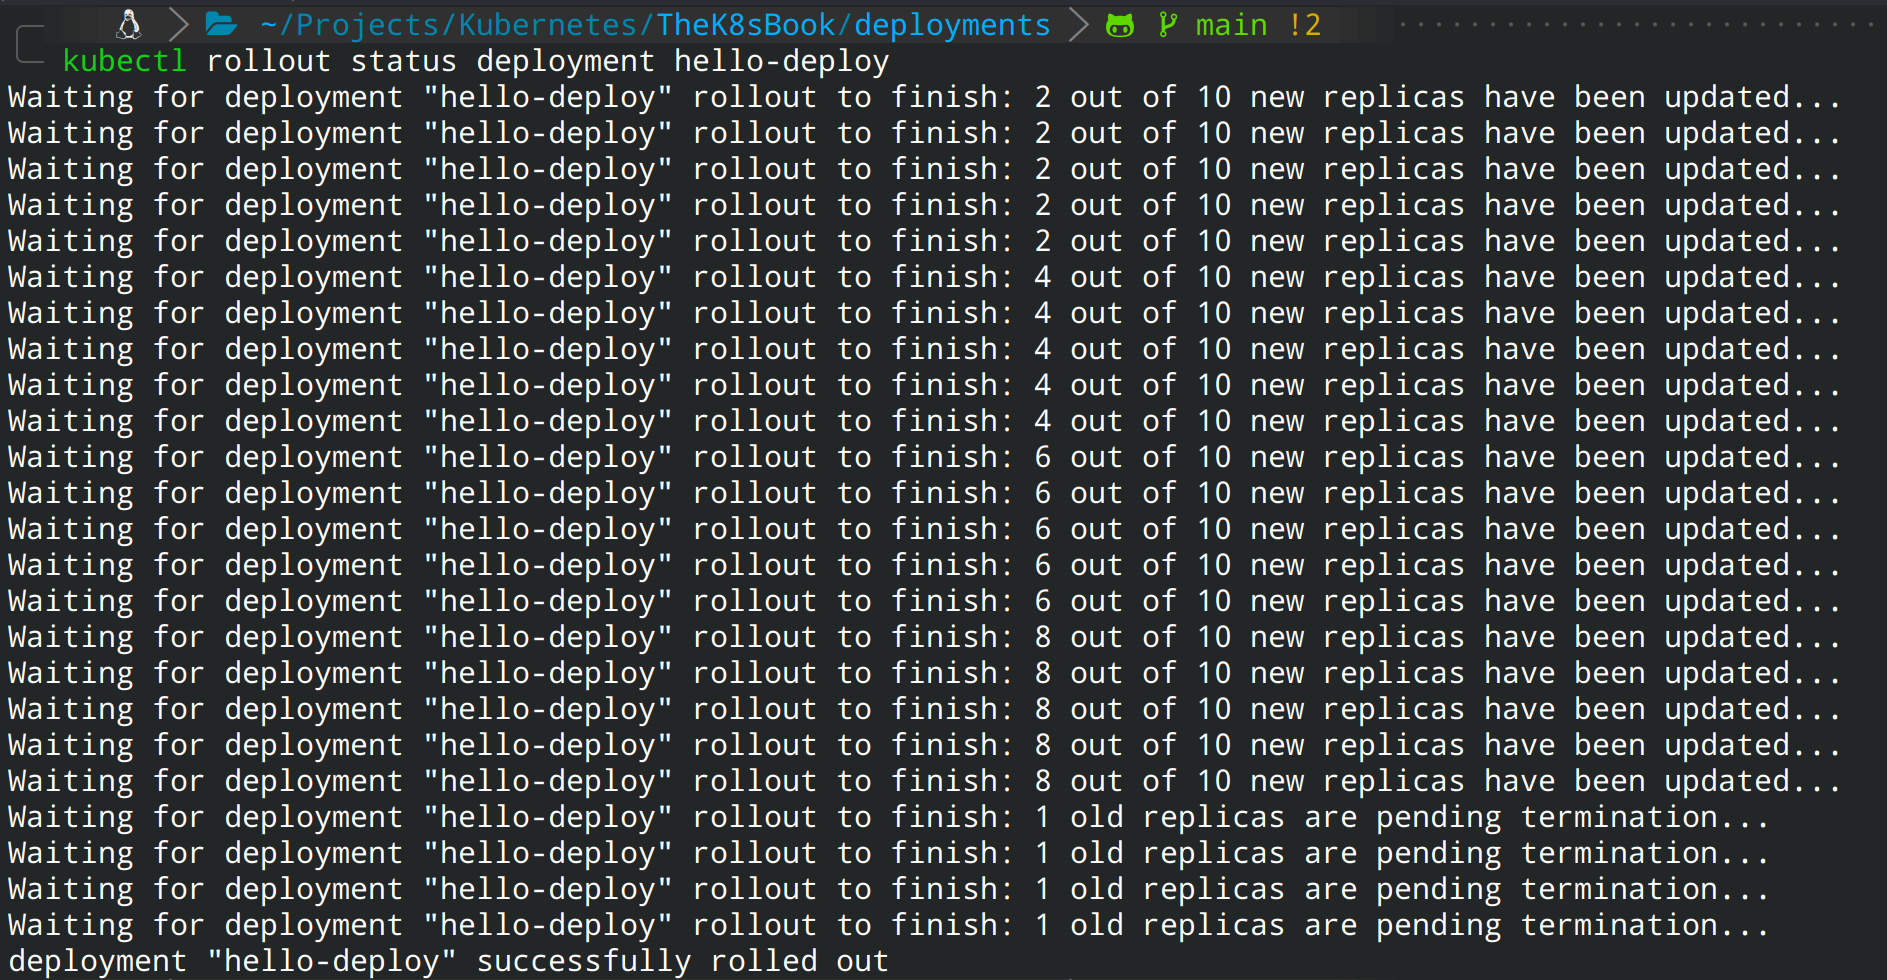 ~/Projects/Kubernetes/TheK8sBook/deployments main !2
kubectl rollout status deployment hello-deploy
Waiting for deployment "hello-deploy" rollout to finish: 2 out of 10 new replicas have been updated...
Waiting for deployment "hello-deploy" rollout to finish: 2 out of 10 new replicas have been updated...
Waiting for deployment "hello-deploy" rollout to finish: 2 out of 10 new replicas have been updated...
Waiting for deployment "hello-deploy" rollout to finish: 2 out of 10 new replicas have been updated...
Waiting for deployment "hello-deploy" rollout to finish: 2 out of 10 new replicas have been updated...
Waiting for deployment "hello-deploy" rollout to finish: 4 out of 10 new replicas have been updated...
Waiting for deployment "hello-deploy" rollout to finish: 4 out of 10 new replicas have been updated...
Waiting for deployment "hello-deploy" rollout to finish: 4 out of 10 new replicas have been updated...
Waiting for deployment "hello-deploy" rollout to finish: 4 out of 10 new replicas have been updated...
Waiting for deployment "hello-deploy" rollout to finish: 4 out of 10 new replicas have been updated...
Waiting for deployment "hello-deploy" rollout to finish: 6 out of 10 new replicas have been updated...
Waiting for deployment "hello-deploy" rollout to finish: 6 out of 10 new replicas have been updated...
Waiting for deployment "hello-deploy" rollout to finish: 6 out of 10 new replicas have been updated...
Waiting for deployment "hello-deploy" rollout to finish: 6 out of 10 new replicas have been updated...
Waiting for deployment "hello-deploy" rollout to finish: 6 out of 10 new replicas have been updated...
Waiting for deployment "hello-deploy" rollout to finish: 8 out of 10 new replicas have been updated...
Waiting for deployment "hello-deploy" rollout to finish: 8 out of 10 new replicas have been updated...
Waiting for deployment "hello-deploy" rollout to finish: 8 out of 10 new replicas have been updated...
Waiting for deployment "hello-deploy" rollout to finish: 8 out of 10 new replicas have been updated...
Waiting for deployment "hello-deploy" rollout to finish: 8 out of 10 new replicas have been updated...
Waiting for deployment "hello-deploy" rollout to finish: 1 old replicas are pending termination...
Waiting for deployment "hello-deploy" rollout to finish: 1 old replicas are pending termination...
Waiting for deployment "hello-deploy" rollout to finish: 1 old replicas are pending termination...
Waiting for deployment "hello-deploy" rollout to finish: 1 old replicas are pending termination...
deployment "hello-deploy" successfully rolled out